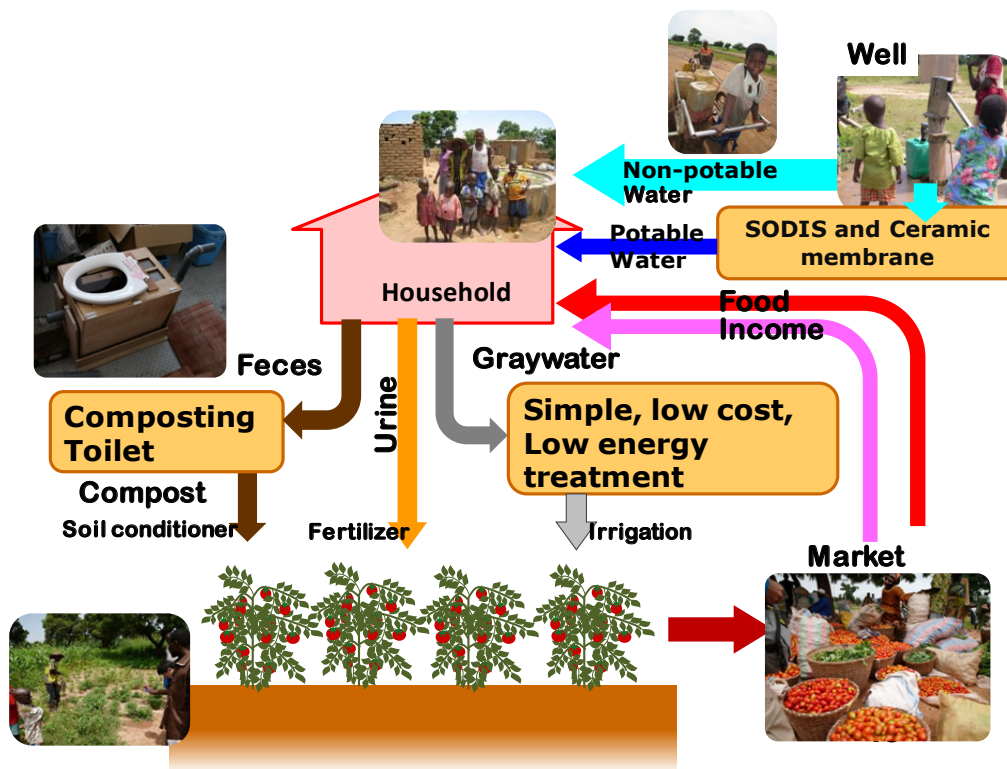 Well
Non-potable
Water
SODIS and Ceramic
membrane
Potable
Water
Household
Food
Income
Graywater
Feces
Urine
Composting
Toilet
Simple, low cost,
Low energy
treatment
Compost
Soil conditioner
Fertilizer
Irrigation
Market